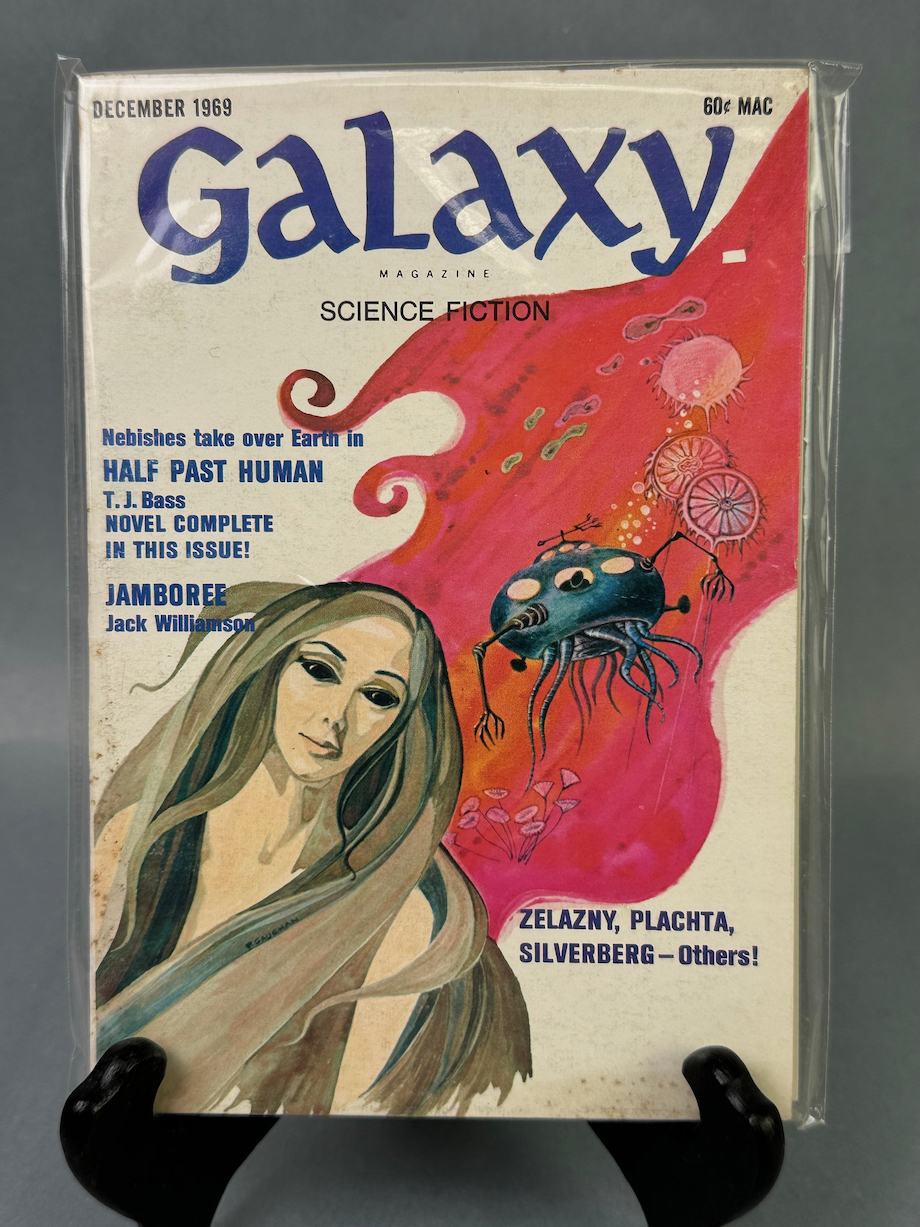 DECEMBER 1969
60¢ MAC
Galaxy
MAGAZINE
SCIENCE FICTION
Nebishes take over Earth in
HALF PAST HUMAN
T. J. Bass
NOVEL COMPLETE
IN THIS ISSUE!
JAMBOREE
Jack Williamson
P. GAUGHAN
ZELAZNY, PLACHTA,
SILVERBERG – Others!